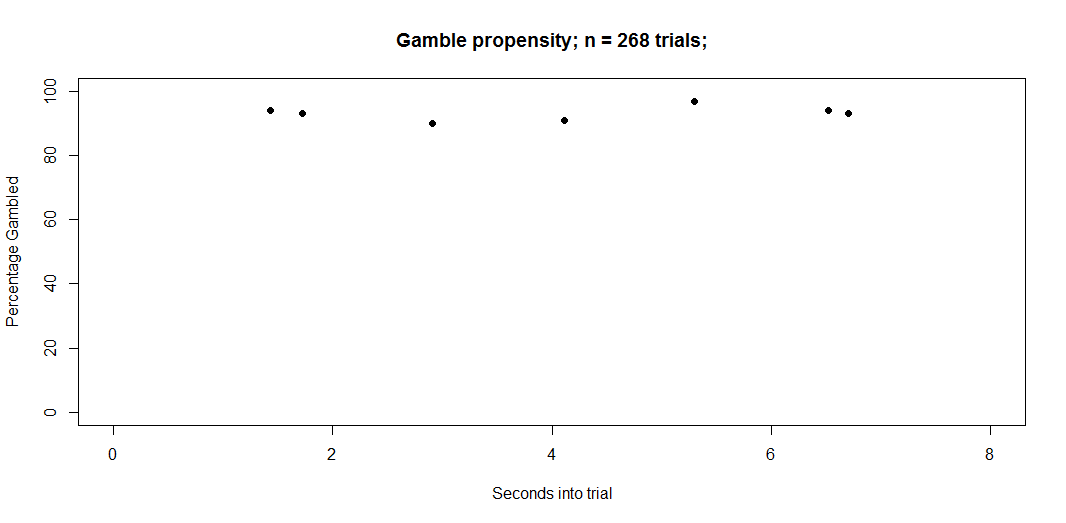 Gamble propensity; n = 268 trials;
Percentage Gambled
100
80
60
40
20
0
0 2 4 6 8
Seconds into trial